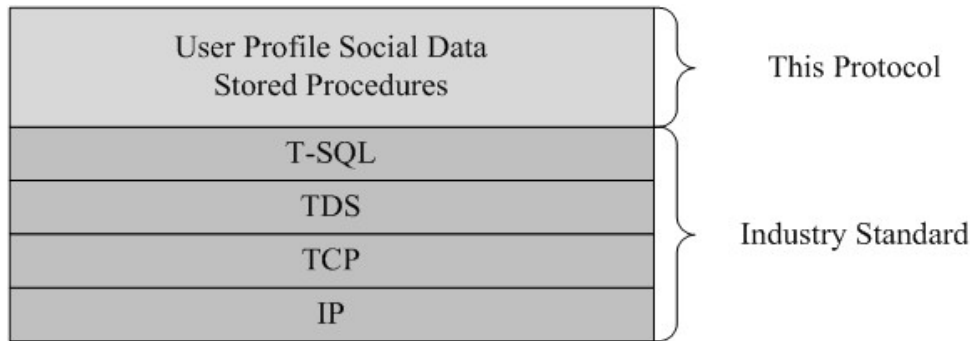 User Profile Social Data
Stored Procedures
This Protocol
T-SQL
TDS
TCP
IP
Industry Standard